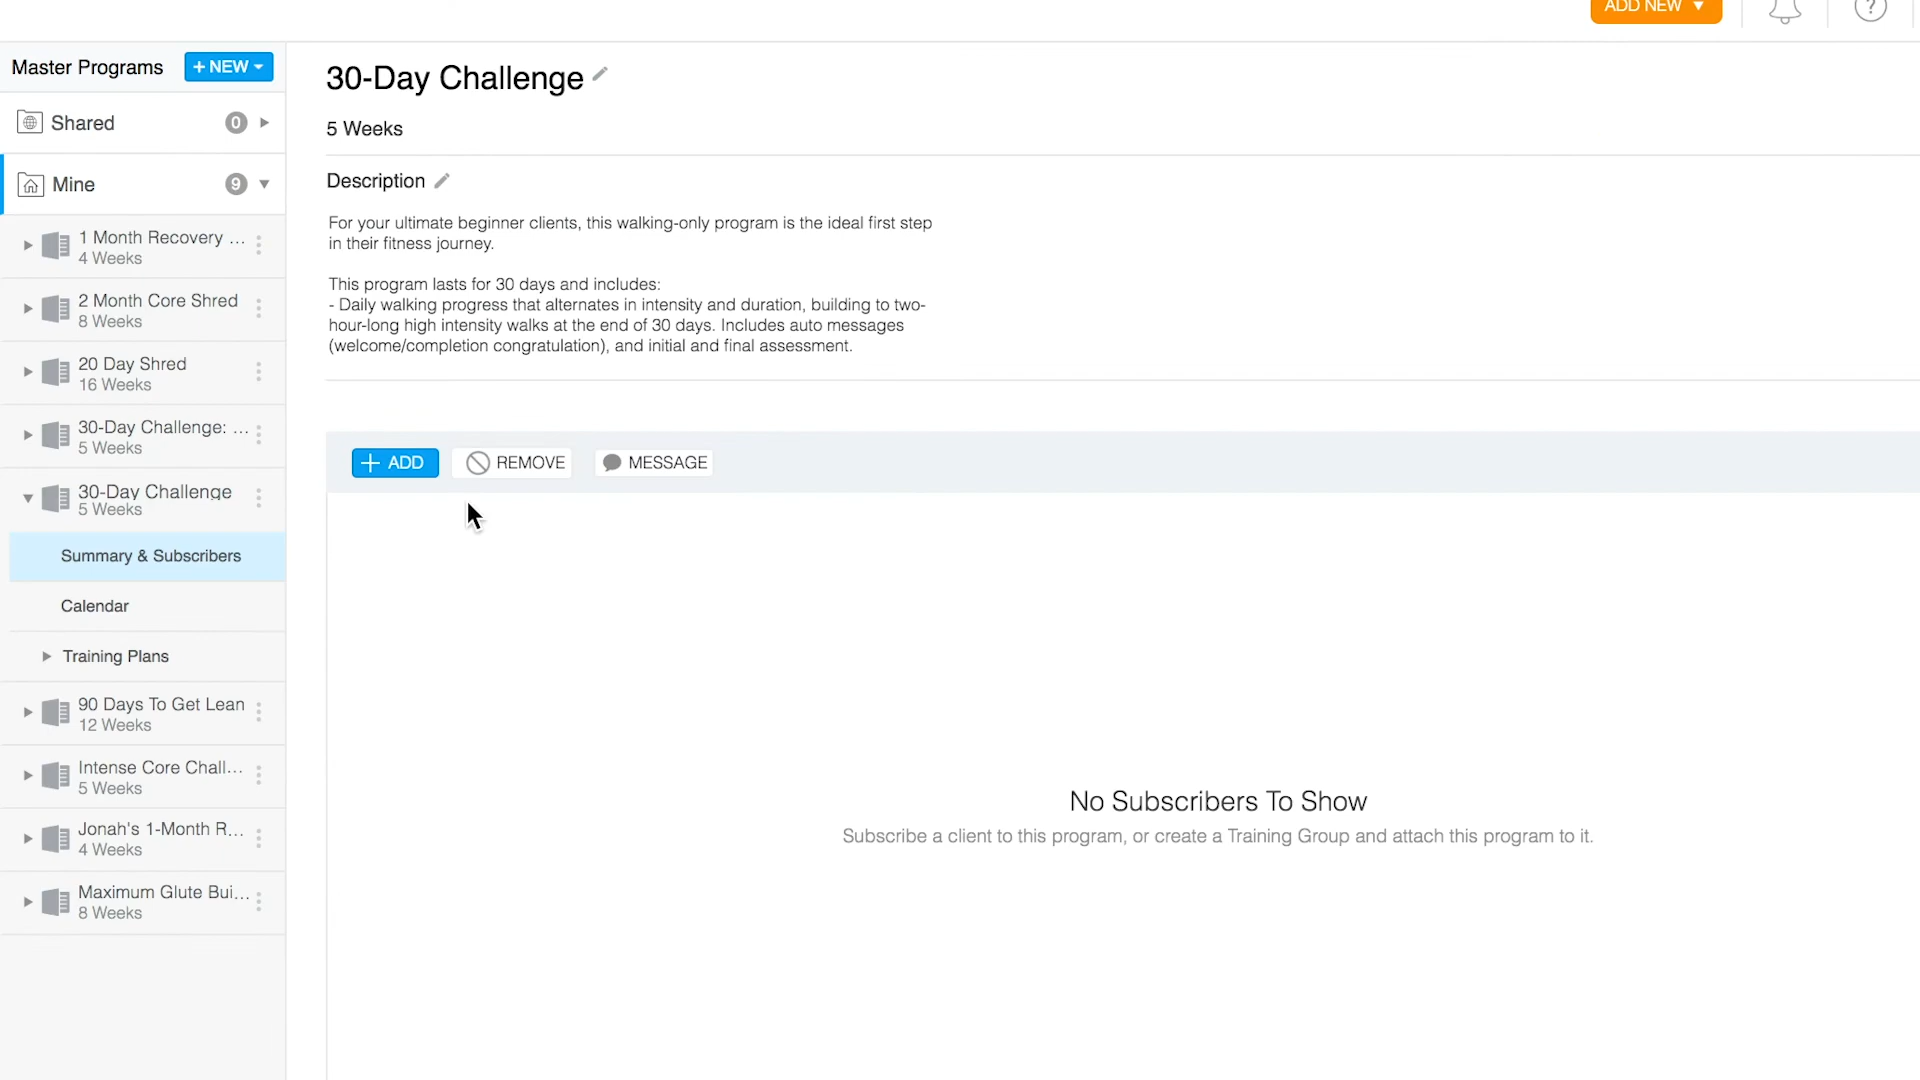 ADD NEW
?
Master Programs
+ NEW
Shared
0
Mine
9
1 Month Recovery ...
4 Weeks
2 Month Core Shred
8 Weeks
20 Day Shred
16 Weeks
30-Day Challenge: ...
5 Weeks
30-Day Challenge
5 Weeks
Summary & Subscribers
Calendar
Training Plans
90 Days To Get Lean
12 Weeks
Intense Core Chall...
5 Weeks
Jonah's 1-Month R...
4 Weeks
Maximum Glute Bui...
8 Weeks
30-Day Challenge
5 Weeks
Description
For your ultimate beginner clients, this walking-only program is the ideal first step
in their fitness journey.
This program lasts for 30 days and includes:
- Daily walking progress that alternates in intensity and duration, building to two-
hour-long high intensity walks at the end of 30 days. Includes auto messages
(welcome/completion congratulation), and initial and final assessment.
+ ADD
REMOVE
MESSAGE
No Subscribers To Show
Subscribe a client to this program, or create a Training Group and attach this program to it.